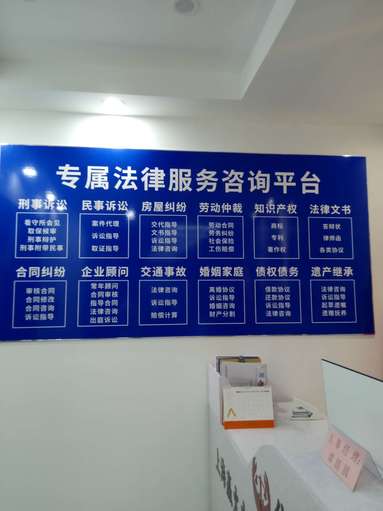 专属法律服务咨询平台
刑事诉讼
看守所会见
取保候审
刑事辩护
刑事附带民事
民事诉讼
案件代理
诉讼指导
取证指导
房屋纠纷
交代指导
文书指导
诉讼指导
法律咨询
劳动仲裁
劳动合同
劳资纠纷
社会保险
工伤赔偿
知识产权
商标
专利
著作权
法律文书
答辩状
律师函
各类协议
合同纠纷
审核合同
合同修改
合同咨询
诉讼指导
企业顾问
常年顾问
合同审核
指导合同
法律咨询
出庭诉讼
交通事故
法律咨询
诉讼指导
赔偿计算
婚姻家庭
离婚协议
诉讼指导
婚姻咨询
财产分割
债权债务
借款协议
还款协议
诉讼指导
法律咨询
遗产继承
法律咨询
诉讼指导
起草遗嘱
遗赠抚养